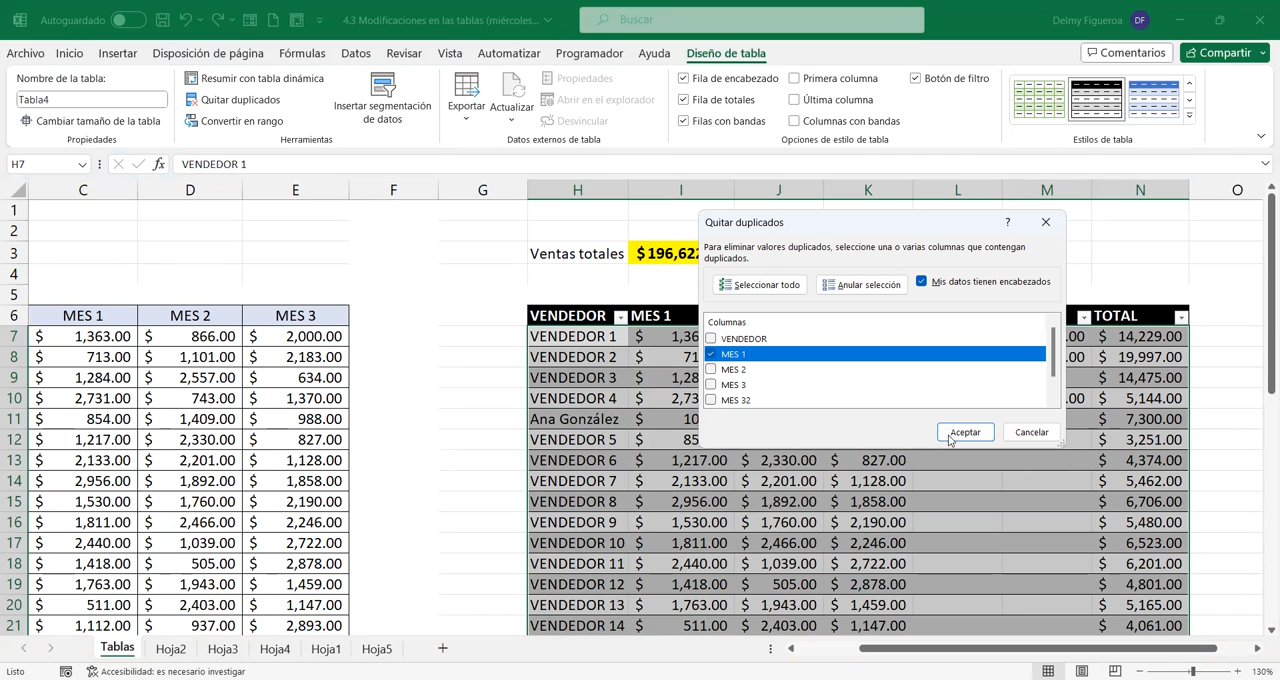 Autoguardado 4.3 Modificaciones en las tablas (miércoles... Buscar Delmy Figueroa DF
Archivo Inicio Insertar Disposición de página Fórmulas Datos Revisar Vista Automatizar Programador Ayuda Diseño de tabla Comentarios Compartir
Nombre de la tabla:
Tabla4
Cambiar tamaño de la tabla
Propiedades
Resumir con tabla dinámica
Quitar duplicados
Convertir en rango
Insertar segmentación de datos
Herramientas
Exportar Actualizar
Propiedades
Abrir en el explorador
Desvincular
Datos externos de tabla
Fila de encabezado Primera columna Botón de filtro
Fila de totales Última columna
Filas con bandas Columnas con bandas
Opciones de estilo de tabla
Estilos de tabla
H7 fx VENDEDOR 1
C D E F G H I J K L M N O
1
2
3 Ventas totales $196,622
4
5
6 MES 1 MES 2 MES 3 VENDEDOR MES 1 TOTAL
7 $ 1,363.00 $ 866.00 $ 2,000.00 VENDEDOR 1 $ 1,36 00 $ 14,229.00
8 $ 713.00 $ 1,101.00 $ 2,183.00 VENDEDOR 2 $ 71 00 $ 19,997.00
9 $ 1,284.00 $ 2,557.00 $ 634.00 VENDEDOR 3 $ 1,28 $ 14,475.00
10 $ 2,731.00 $ 743.00 $ 1,370.00 VENDEDOR 4 $ 2,73 00 $ 5,144.00
11 $ 854.00 $ 1,409.00 $ 988.00 Ana González $ 10 $ 7,300.00
12 $ 1,217.00 $ 2,330.00 $ 827.00 VENDEDOR 5 $ 85 $ 3,251.00
13 $ 2,133.00 $ 2,201.00 $ 1,128.00 VENDEDOR 6 $ 1,217.00 $ 2,330.00 $ 827.00 $ 4,374.00
14 $ 2,956.00 $ 1,892.00 $ 1,858.00 VENDEDOR 7 $ 2,133.00 $ 2,201.00 $ 1,128.00 $ 5,462.00
15 $ 1,530.00 $ 1,760.00 $ 2,190.00 VENDEDOR 8 $ 2,956.00 $ 1,892.00 $ 1,858.00 $ 6,706.00
16 $ 1,811.00 $ 2,466.00 $ 2,246.00 VENDEDOR 9 $ 1,530.00 $ 1,760.00 $ 2,190.00 $ 5,480.00
17 $ 2,440.00 $ 1,039.00 $ 2,722.00 VENDEDOR 10 $ 1,811.00 $ 2,466.00 $ 2,246.00 $ 6,523.00
18 $ 1,418.00 $ 505.00 $ 2,878.00 VENDEDOR 11 $ 2,440.00 $ 1,039.00 $ 2,722.00 $ 6,201.00
19 $ 1,763.00 $ 1,943.00 $ 1,459.00 VENDEDOR 12 $ 1,418.00 $ 505.00 $ 2,878.00 $ 4,801.00
20 $ 511.00 $ 2,403.00 $ 1,147.00 VENDEDOR 13 $ 1,763.00 $ 1,943.00 $ 1,459.00 $ 5,165.00
21 $ 1,112.00 $ 937.00 $ 2,893.00 VENDEDOR 14 $ 511.00 $ 2,403.00 $ 1,147.00 $ 4,061.00
Quitar duplicados ?
Para eliminar valores duplicados, seleccione una o varias columnas que contengan
duplicados.
Seleccionar todo Anular selección Mis datos tienen encabezados
Columnas
VENDEDOR
MES 1
MES 2
MES 3
MES 32
Aceptar Cancelar
Tablas Hoja2 Hoja3 Hoja4 Hoja1 Hoja5
Listo Accesibilidad: es necesario investigar 130%